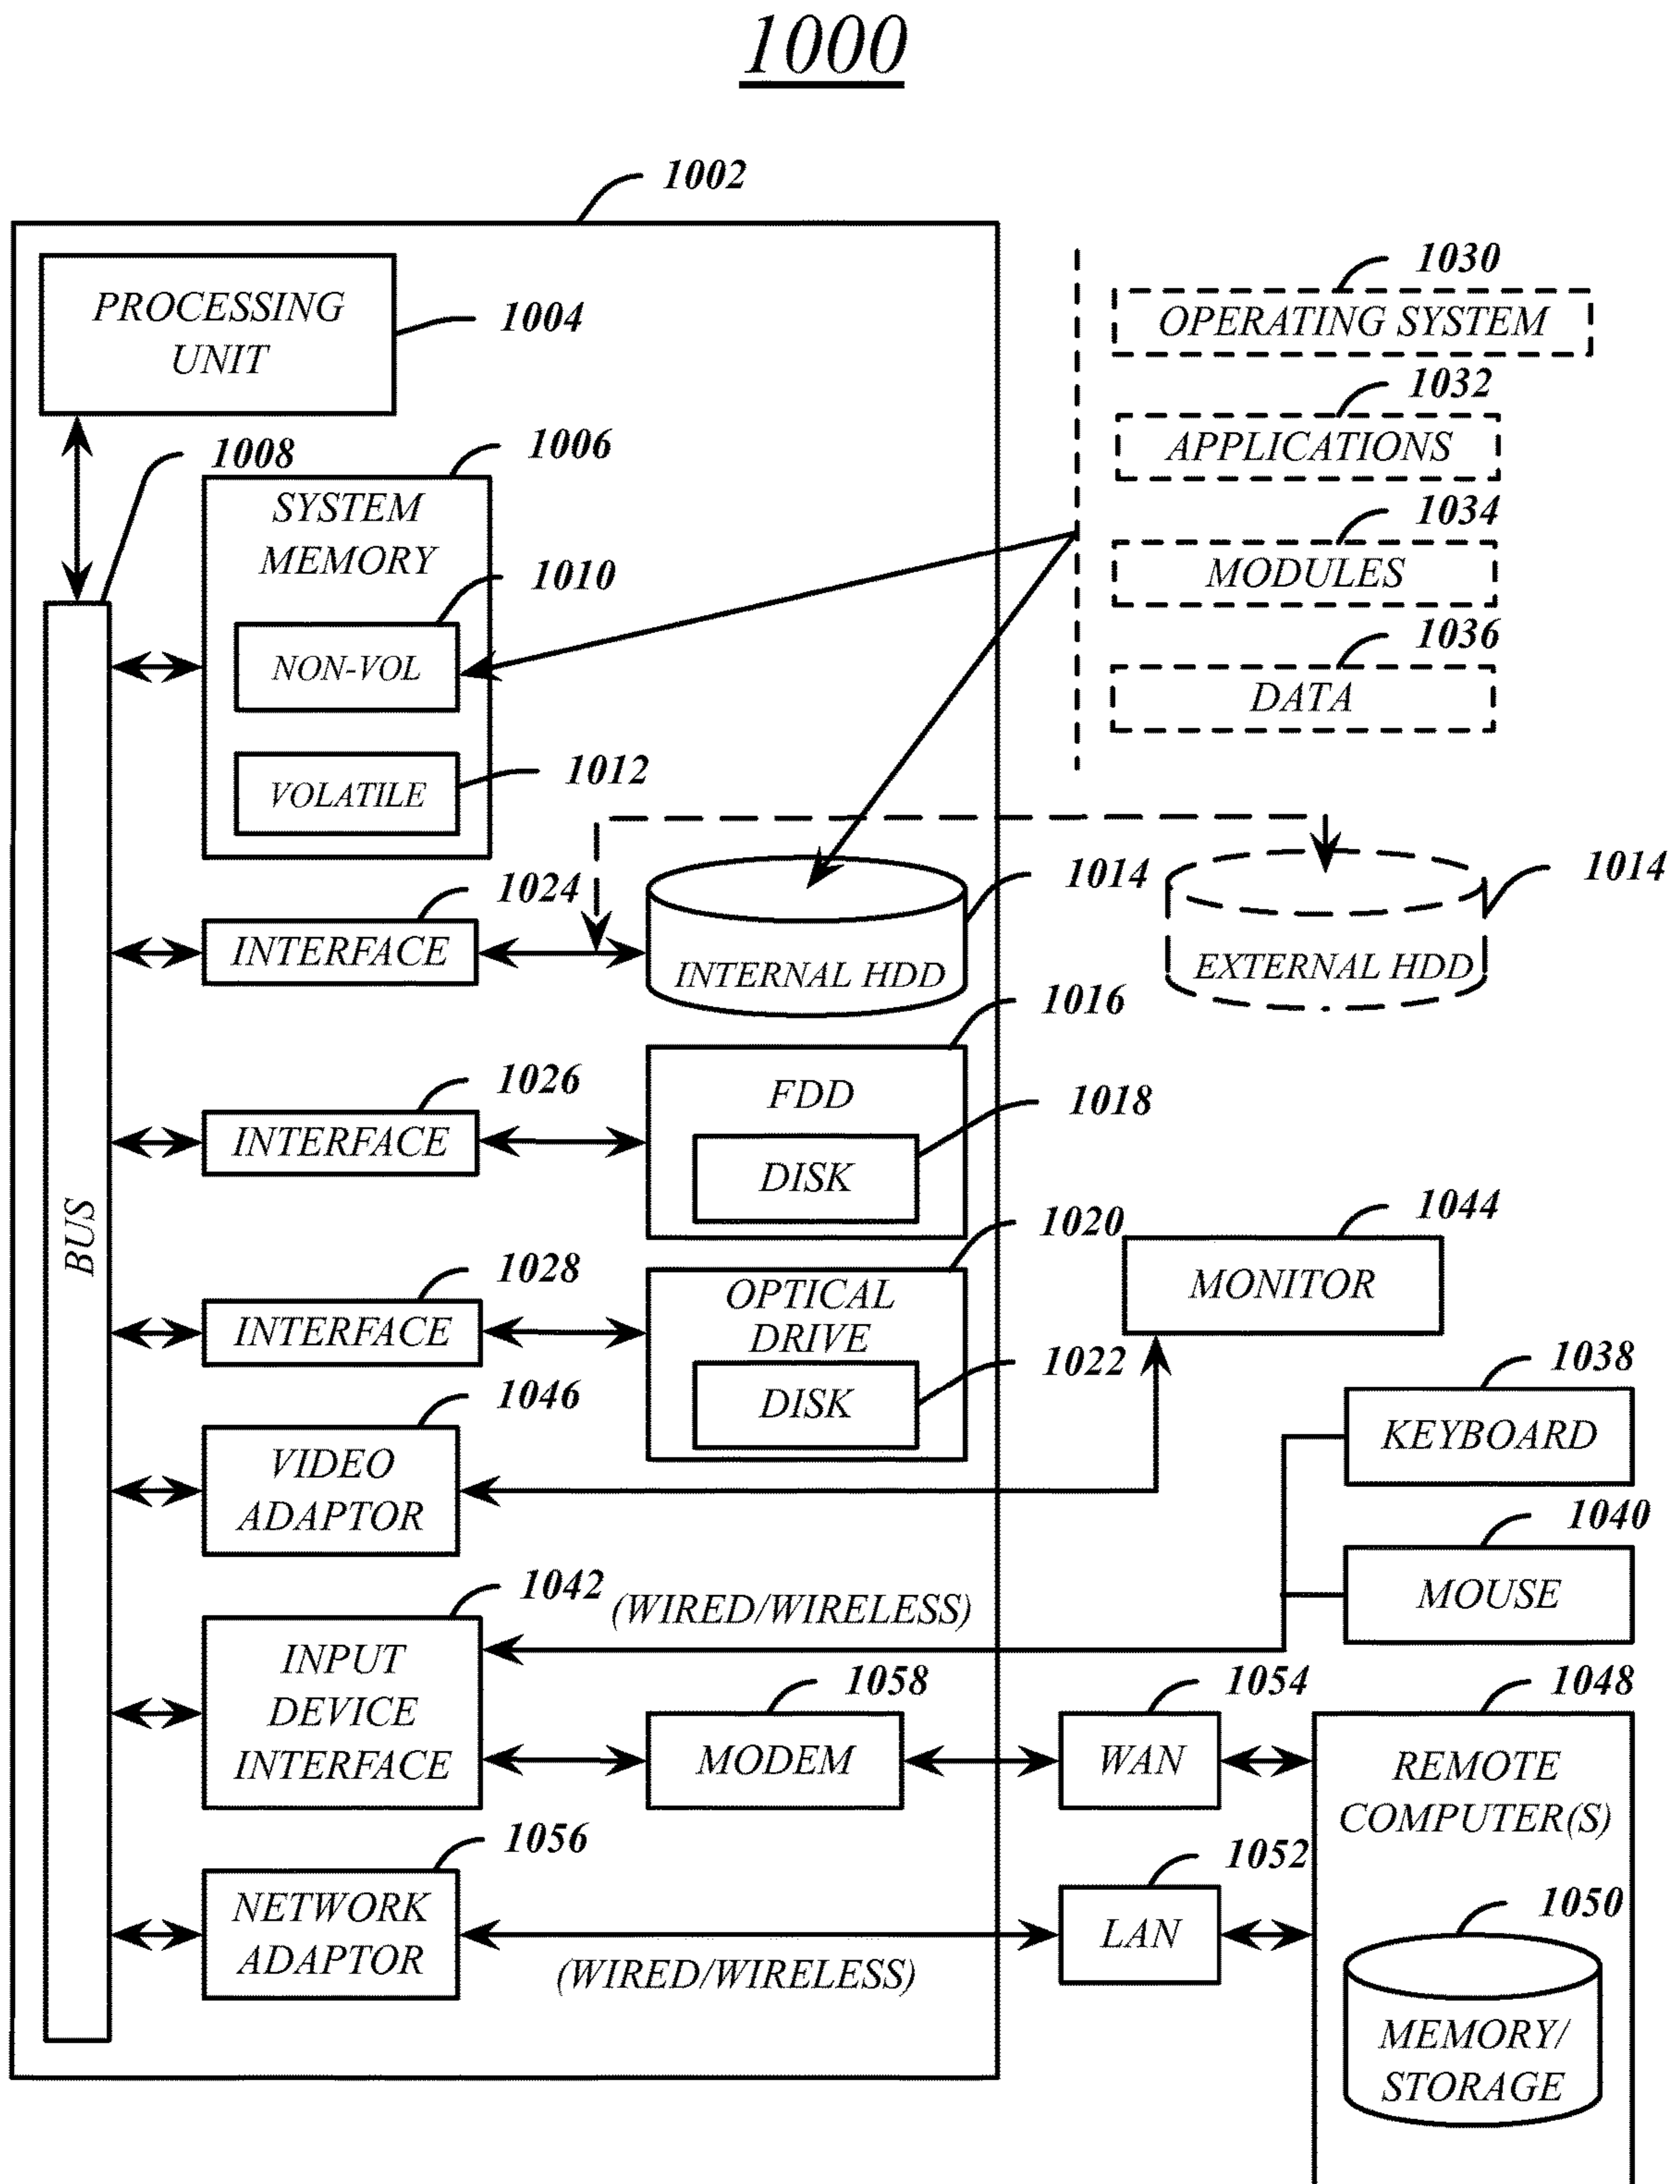 1000
1002
PROCESSING
UNIT
1004
1030
OPERATING SYSTEM
1032
APPLICATIONS
1034
MODULES
1036
DATA
1008
1006
SYSTEM
MEMORY
1010
NON-VOL
1012
VOLATILE
BUS
1024
INTERFACE
1014
INTERNAL HDD
1014
EXTERNAL HDD
1026
INTERFACE
1016
FDD
1018
DISK
1028
INTERFACE
1020
OPTICAL
DRIVE
1022
DISK
1044
MONITOR
1046
VIDEO
ADAPTOR
1038
KEYBOARD
1040
MOUSE
1042
(WIRED/WIRELESS)
INPUT
DEVICE
INTERFACE
1058
MODEM
1054
WAN
1048
REMOTE
COMPUTER(S)
1056
NETWORK
ADAPTOR
(WIRED/WIRELESS)
1052
LAN
1050
MEMORY/
STORAGE